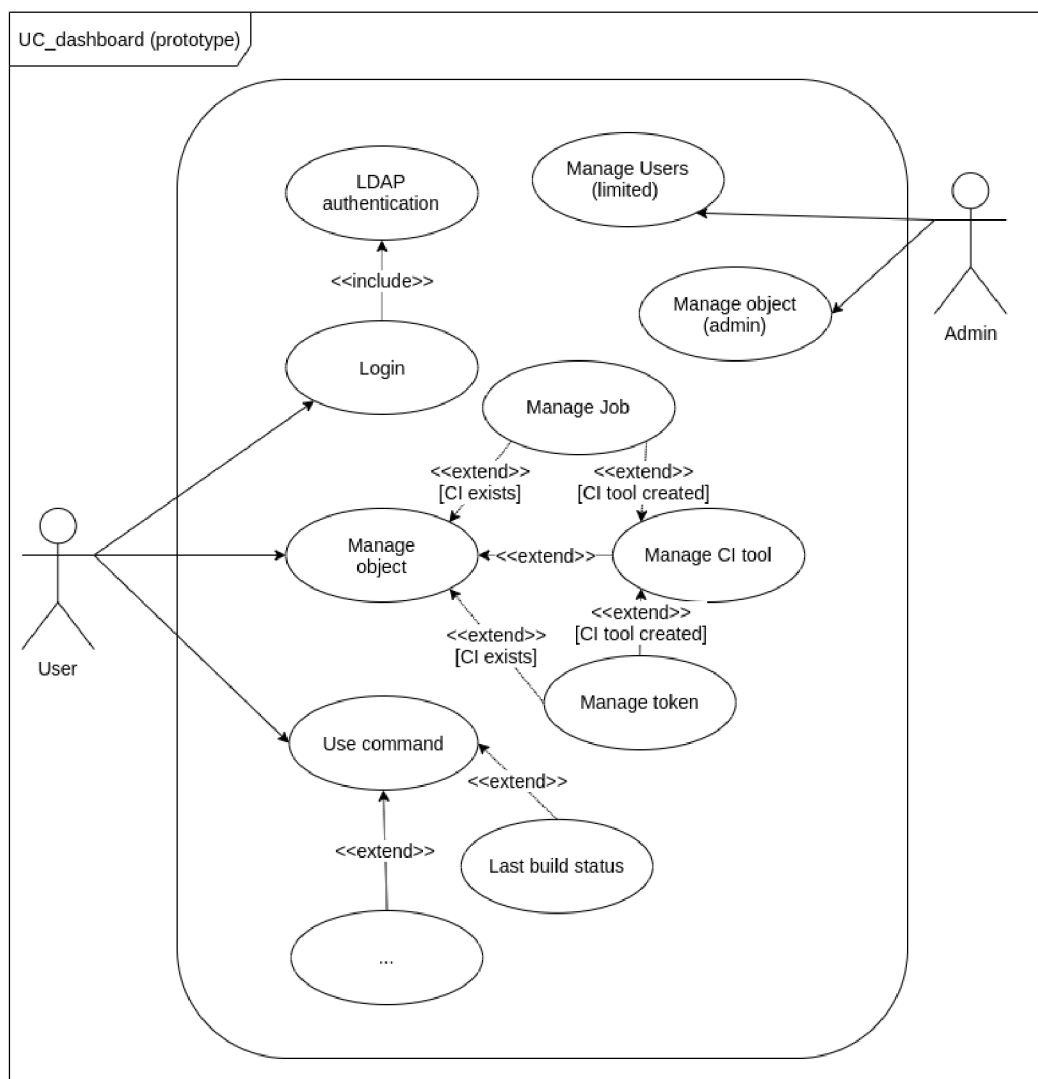 UC_dashboard (prototype)
LDAP
authentication
Manage Users
(limited)
<<include>>
Manage object
(admin)
Admin
Login
Manage Job
<<extend>>
[CI exists]
<<extend>>
[CI tool created]
Manage
object
<<extend>>
Manage CI tool
<<extend>>
[CI exists]
<<extend>>
[CI tool created]
User
Manage token
Use command
<<extend>>
<<extend>>
Last build status
...